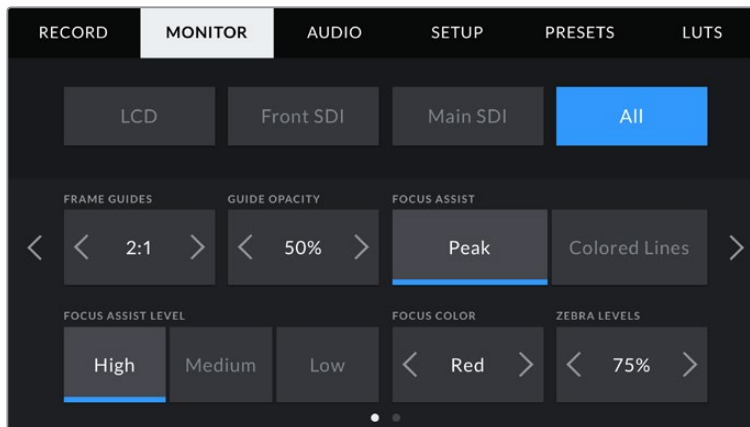 RECORD MONITOR AUDIO SETUP PRESETS LUTS
LCD Front SDI Main SDI All
FRAME GUIDES GUIDE OPACITY FOCUS ASSIST
2:1 50% Peak Colored Lines
FOCUS ASSIST LEVEL FOCUS COLOR ZEBRA LEVELS
High Medium Low Red 75%